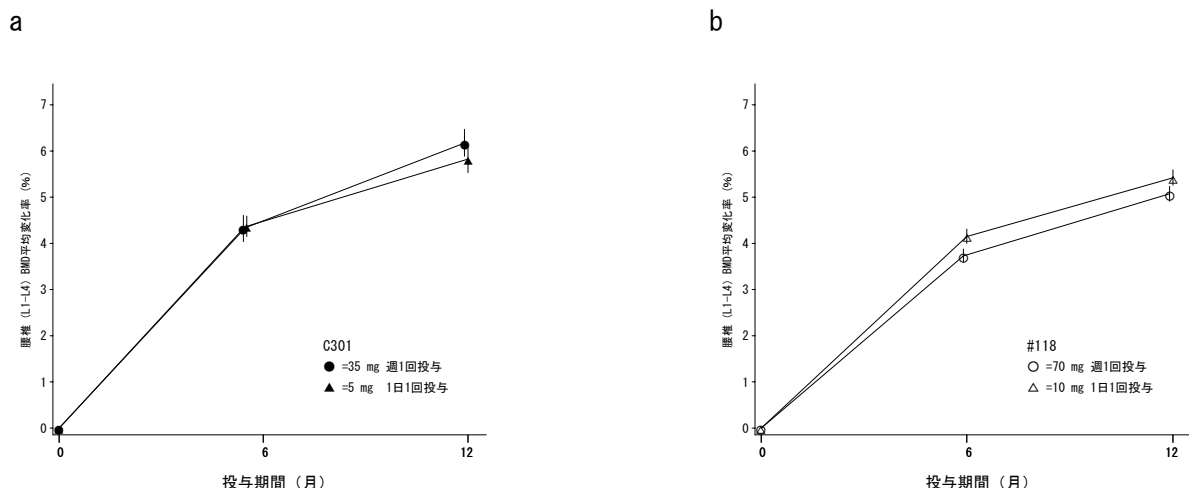 a
7
6
5
4
3
2
1
0
腰椎 (L1-L4) BMD平均変化率 (%)
C301
●=35 mg 週1回投与
▲=5 mg 1日1回投与
0 6 12
投与期間 (月)
b
7
6
5
4
3
2
1
0
腰椎 (L1-L4) BMD平均変化率 (%)
#118
○=70 mg 週1回投与
△=10 mg 1日1回投与
0 6 12
投与期間 (月)